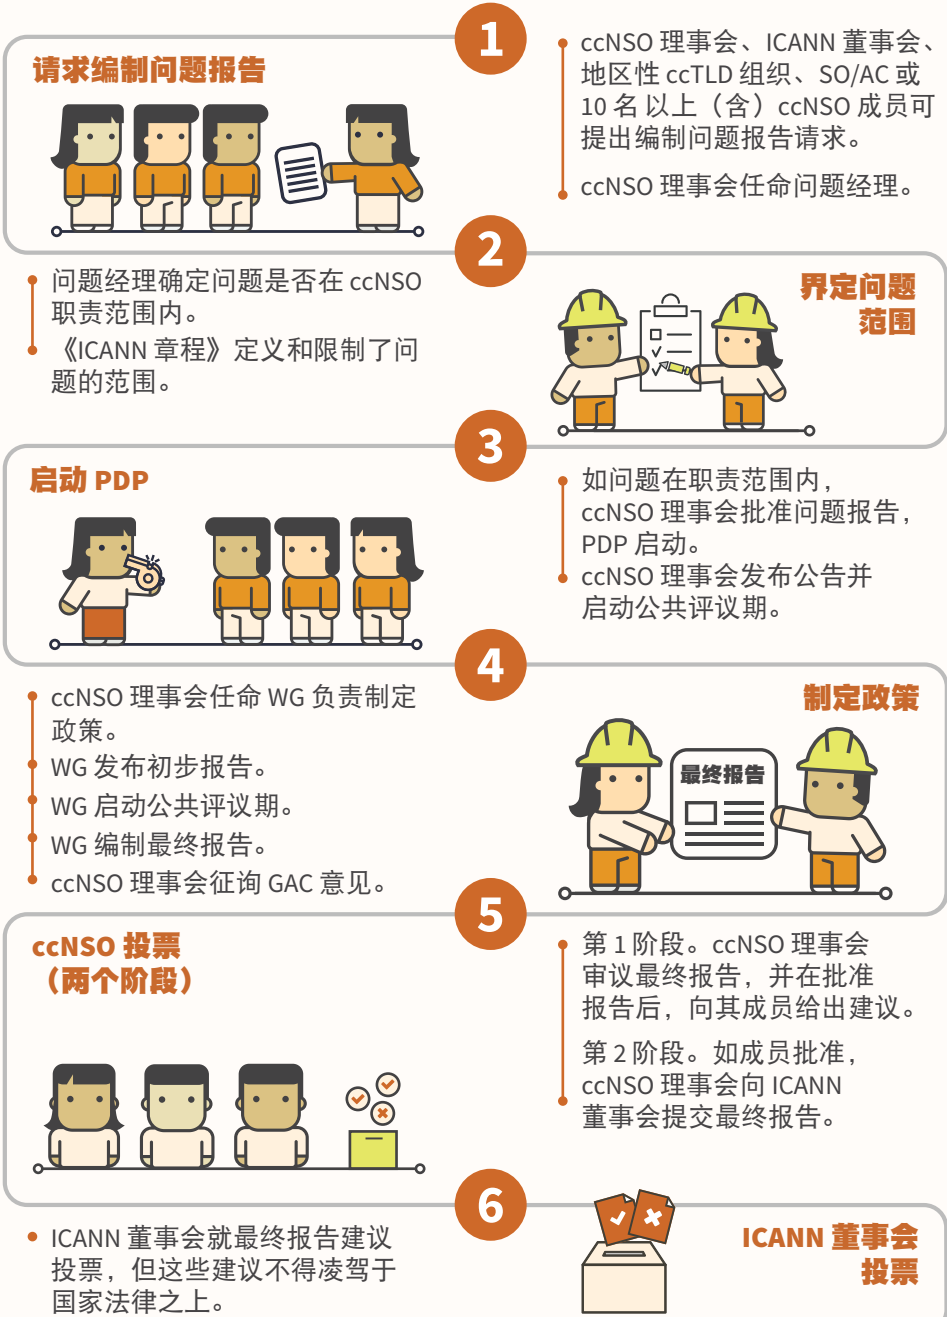 1
请求编制问题报告
ccNSO 理事会、ICANN 董事会、
地区性 ccTLD 组织、SO/AC 或
10 名 以上（含）ccNSO 成员可
提出编制问题报告请求。
ccNSO 理事会任命问题经理。
2
界定问题
范围
问题经理确定问题是否在 ccNSO
职责范围内。
《ICANN 章程》定义和限制了问
题的范围。
3
启动 PDP
如问题在职责范围内，
ccNSO 理事会批准问题报告，
PDP 启动。
ccNSO 理事会发布公告并
启动公共评议期。
4
制定政策
ccNSO 理事会任命 WG 负责制定
政策。
WG 发布初步报告。
WG 启动公共评议期。
WG 编制最终报告。
ccNSO 理事会征询 GAC 意见。
最终报告
5
ccNSO 投票
（两个阶段）
第 1 阶段。ccNSO 理事会
审议最终报告，并在批准
报告后，向其成员给出建议。
第 2 阶段。如成员批准，
ccNSO 理事会向 ICANN
董事会提交最终报告。
6
ICANN 董事会
投票
ICANN 董事会就最终报告建议
投票，但这些建议不得凌驾于
国家法律之上。